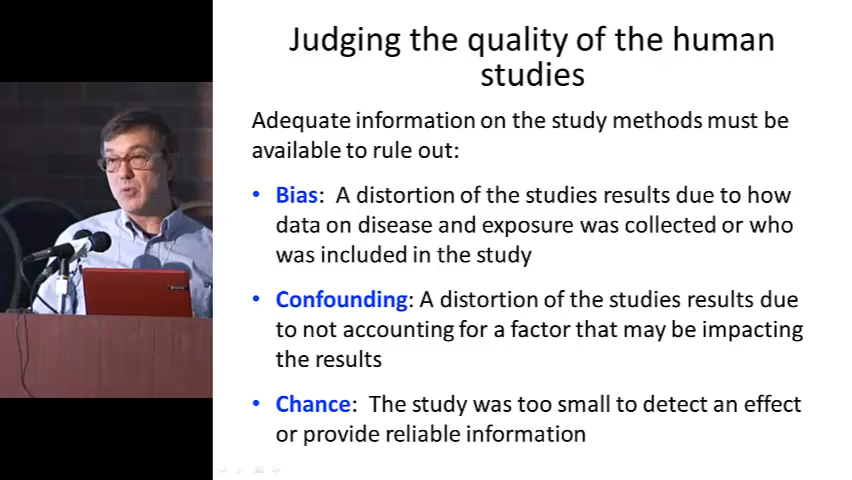 Judging the quality of the human
studies
Adequate information on the study methods must be
available to rule out:
• Bias:  A distortion of the studies results due to how
data on disease and exposure was collected or who
was included in the study
• Confounding: A distortion of the studies results due
to not accounting for a factor that may be impacting
the results
• Chance:  The study was too small to detect an effect
or provide reliable information